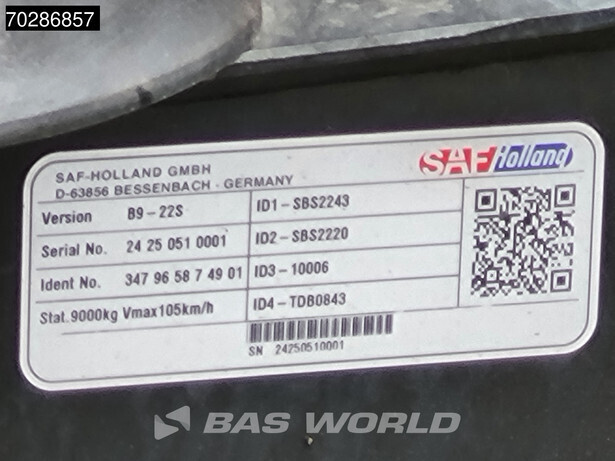 70286857
SAF-HOLLAND GMBH
D-63856 BESSENBACH - GERMANY
SAF Holland
Version B9-22S ID1-SBS2243
Serial No. 24 25 051 0001 ID2-SBS2220
Ident No. 347 96 58 7 49 01 ID3-10006
Stat. 9000kg Vmax105km/h ID4-TDB0843
SN 24250510001
BAS WORLD